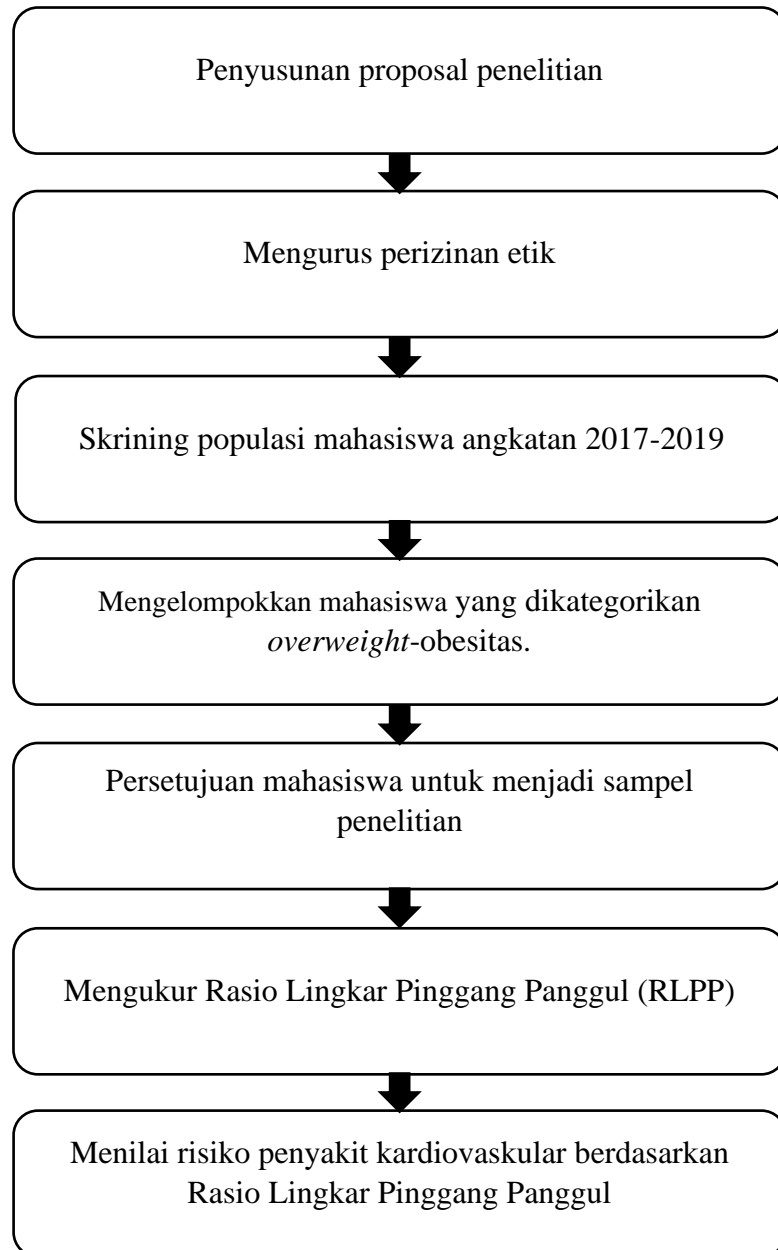 Penyusunan proposal penelitian
Mengurus perizinan etik
Skrining populasi mahasiswa angkatan 2017-2019
Mengelompokkan mahasiswa yang dikategorikan
overweight-obesitas.
Persetujuan mahasiswa untuk menjadi sampel
penelitian
Mengukur Rasio Lingkar Pinggang Panggul (RLPP)
Menilai risiko penyakit kardiovaskular berdasarkan
Rasio Lingkar Pinggang Panggul